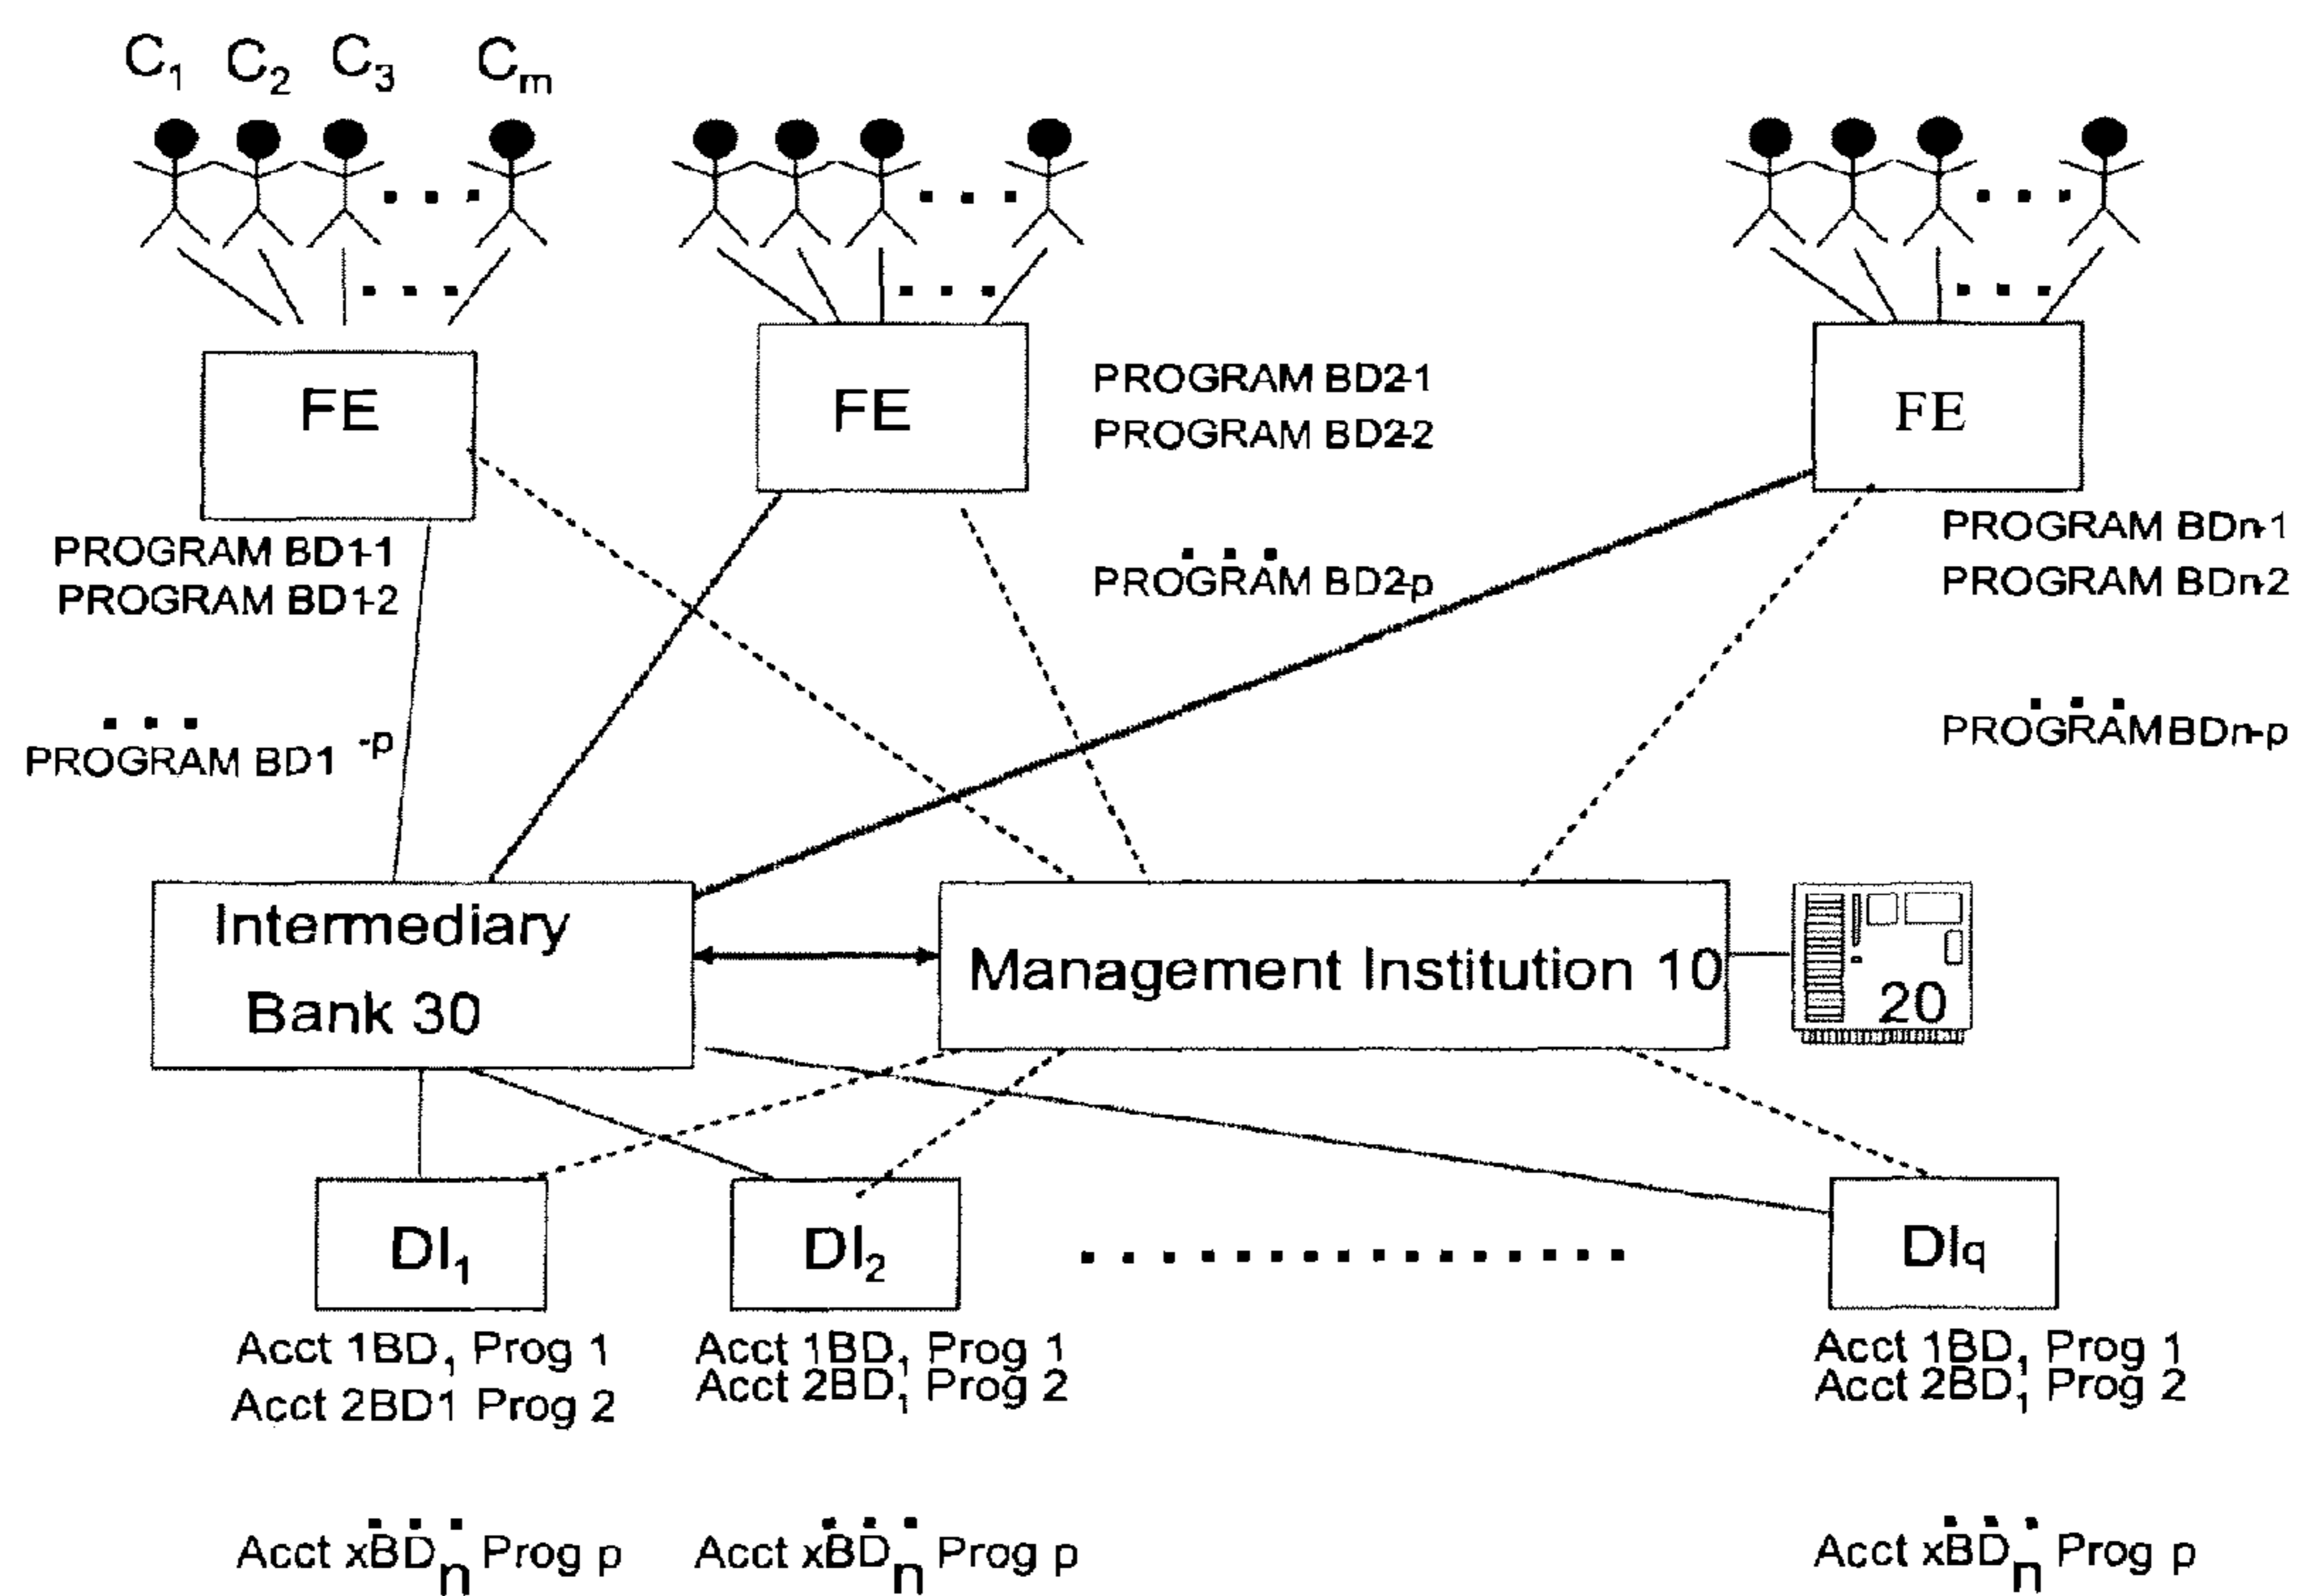 C₁ C₂ C₃ Cₘ
FE
FE
FE
PROGRAM BD2-1
PROGRAM BD2-2
PROGRAM BD2-p
PROGRAM BD1-1
PROGRAM BD1-2
PROGRAM BD1-p
PROGRAM BDn-1
PROGRAM BDn-2
PROGRAM BDn-p
Intermediary
Bank 30
Management Institution 10
20
DI₁
DI₂
DIq
Acct 1BD₁ Prog 1
Acct 2BD1 Prog 2
Acct xBDₙ Prog p
Acct 1BD₁ Prog 1
Acct 2BD₁ Prog 2
Acct xBDₙ Prog p
Acct 1BD₁ Prog 1
Acct 2BD₁ Prog 2
Acct xBDₙ Prog p